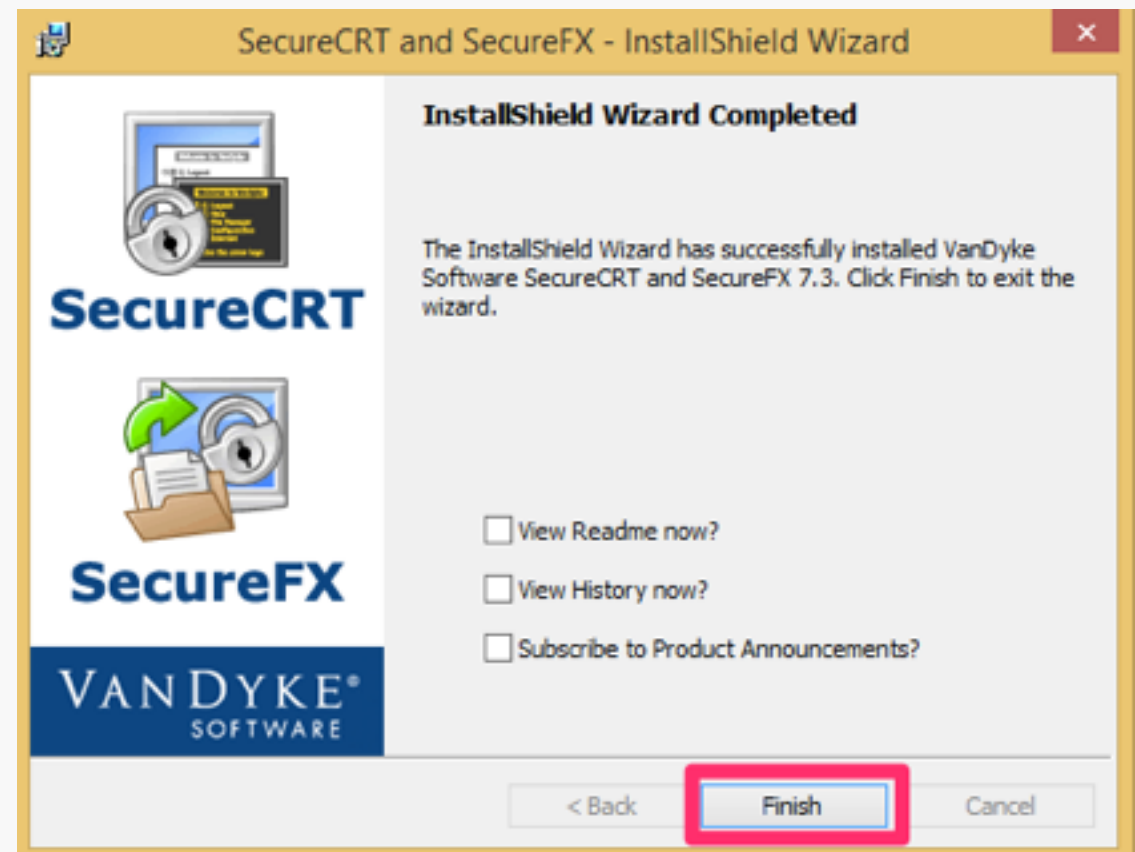 SecureCRT and SecureFX - InstallShield Wizard
InstallShield Wizard Completed
The InstallShield Wizard has successfully installed VanDyke
Software SecureCRT and SecureFX 7.3. Click Finish to exit the
wizard.
SecureCRT
SecureFX
View Readme now?
View History now?
Subscribe to Product Announcements?
VANDYKE®
SOFTWARE
< Back
Finish
Cancel